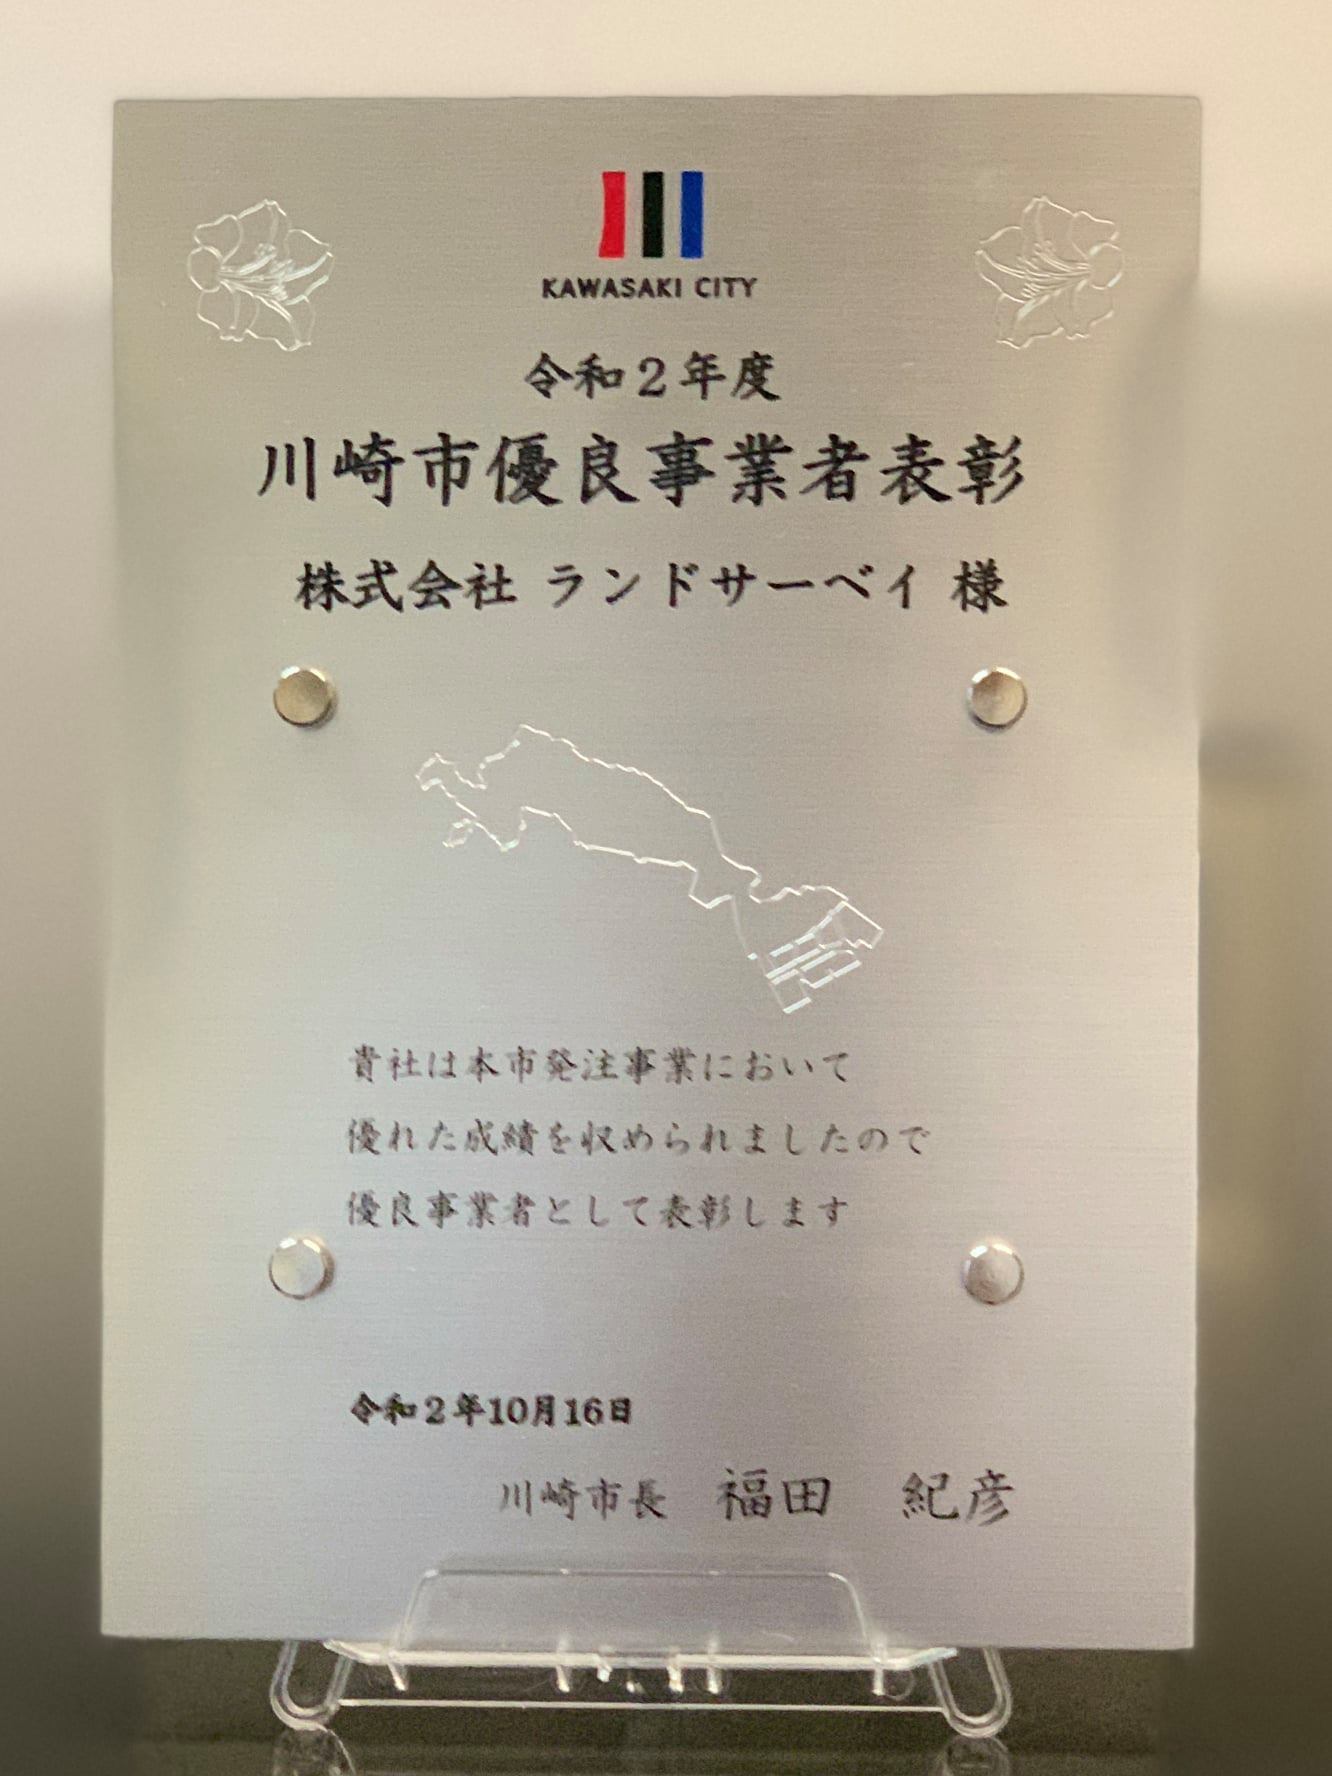 KAWASAKI CITY
令和2年度
川崎市優良事業者表彰
株式会社 ランドサーベイ 様
貴社は本市発注事業において
優れた成績を収められましたので
優良事業者として表彰します
令和2年10月16日
川崎市長 福田 紀彦